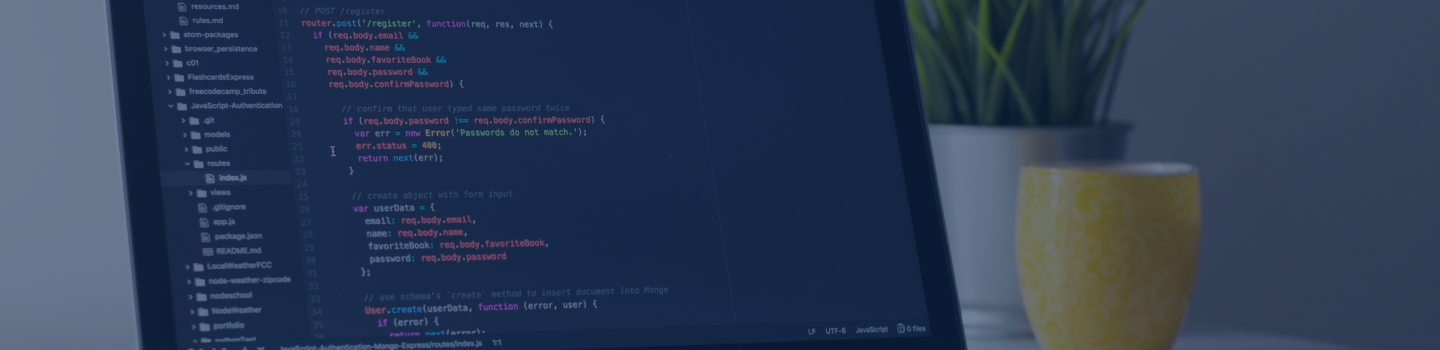 resources.md
rules.md
atom-packages
browser_persistence
c01
FlashcardsExpress
freecodecamp_tribute
JavaScript-Authentication
.git
models
public
routes
index.js
views
.gitignore
app.js
package.json
README.md
LocalWeatherFCC
node-weather-zipcode
nodeschool
NodeWeather
portfolio
pythonTest
10 // POST /register
11 router.post('/register', function(req, res, next) {
12 if (req.body.email &&
13 req.body.name &&
14 req.body.favoriteBook &&
15 req.body.password &&
16 req.body.confirmPassword) {
17
18 // confirm that user typed same password twice
19 if (req.body.password !== req.body.confirmPassword) {
20 var err = new Error('Passwords do not match.');
21 err.status = 400;
22 return next(err);
23 }
24
25 // create object with form input
26 var userData = {
27 email: req.body.email,
28 name: req.body.name,
29 favoriteBook: req.body.favoriteBook,
30 password: req.body.password
31 };
32
33 // use schema's `create` method to insert document into Mongo
34 User.create(userData, function (error, user) {
35 if (error) {
36 return next(error);
JavaScript-Authentication-Mongo-Express/routes/index.js 1:1
LF UTF-8 JavaScript 0 files